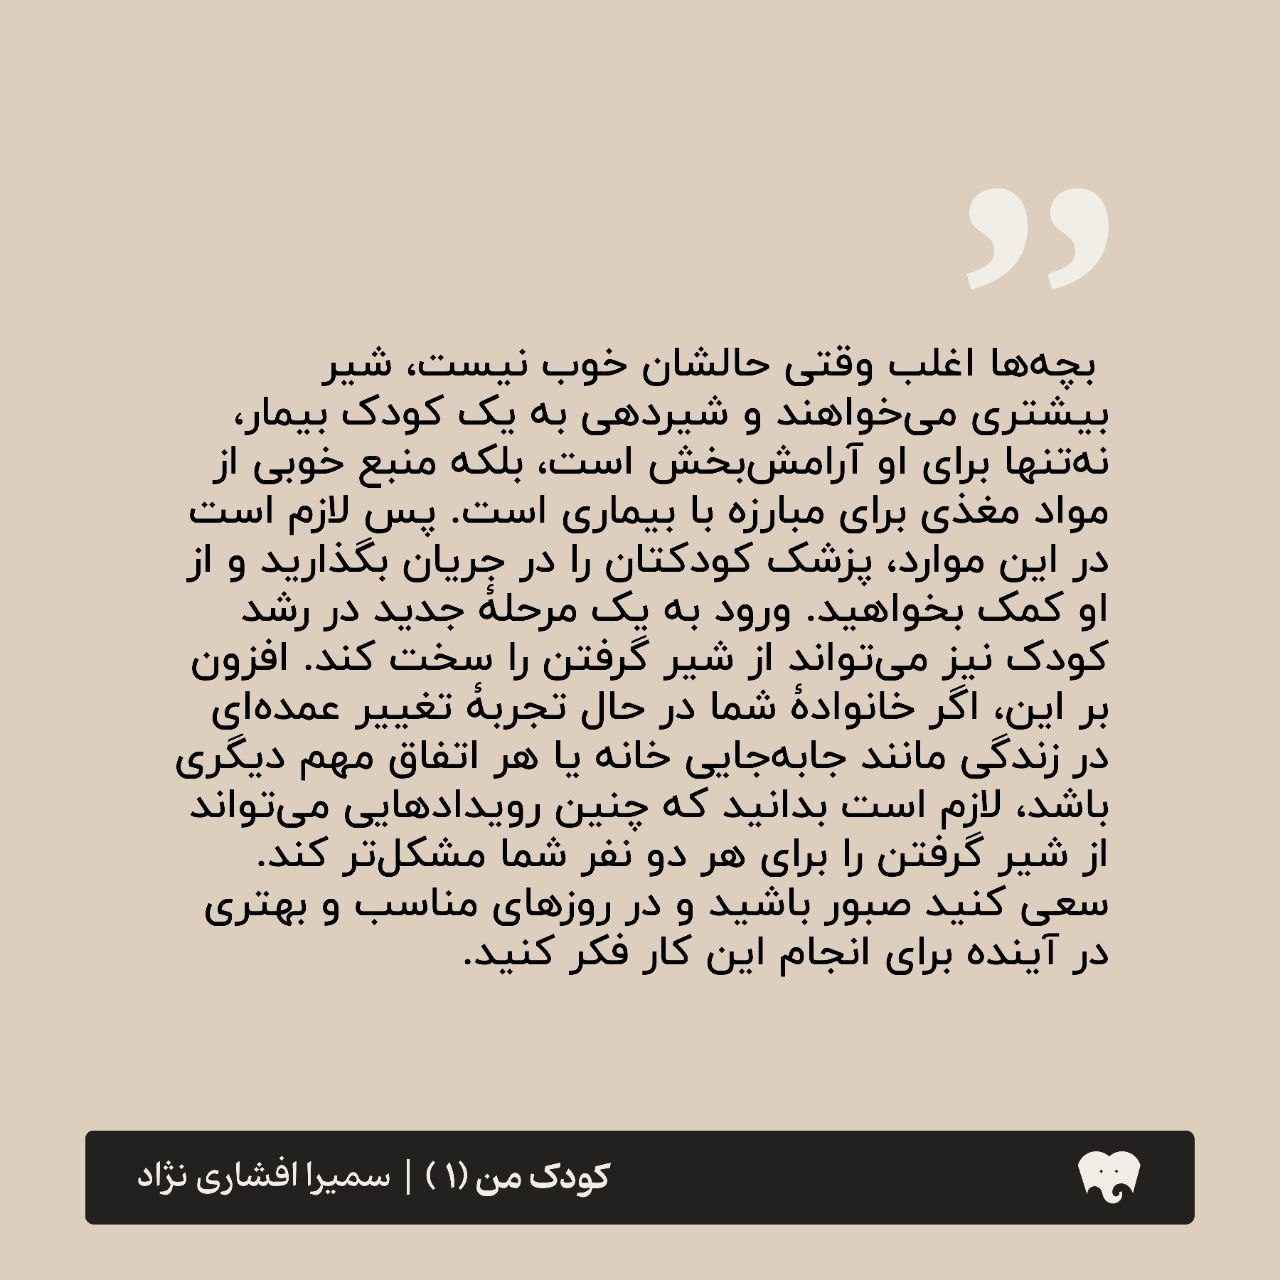 ”
بچه‌ها اغلب وقتی حالشان خوب نیست، شیر
بیشتری می‌خواهند و شیردهی به یک کودک بیمار،
نه‌تنها برای او آرامش‌بخش است، بلکه منبع خوبی از
مواد مغذی برای مبارزه با بیماری است. پس لازم است
در این موارد، پزشک کودکتان را در جریان بگذارید و از
او کمک بخواهید. ورود به یک مرحلهٔ جدید در رشد
کودک نیز می‌تواند از شیر گرفتن را سخت کند. افزون
بر این، اگر خانوادهٔ شما در حال تجربهٔ تغییر عمده‌ای
در زندگی مانند جابه‌جایی خانه یا هر اتفاق مهم دیگری
باشد، لازم است بدانید که چنین رویدادهایی می‌تواند
از شیر گرفتن را برای هر دو نفر شما مشکل‌تر کند.
سعی کنید صبور باشید و در روزهای مناسب و بهتری
در آینده برای انجام این کار فکر کنید.
کودک من (۱ ) | سمیرا افشاری نژاد